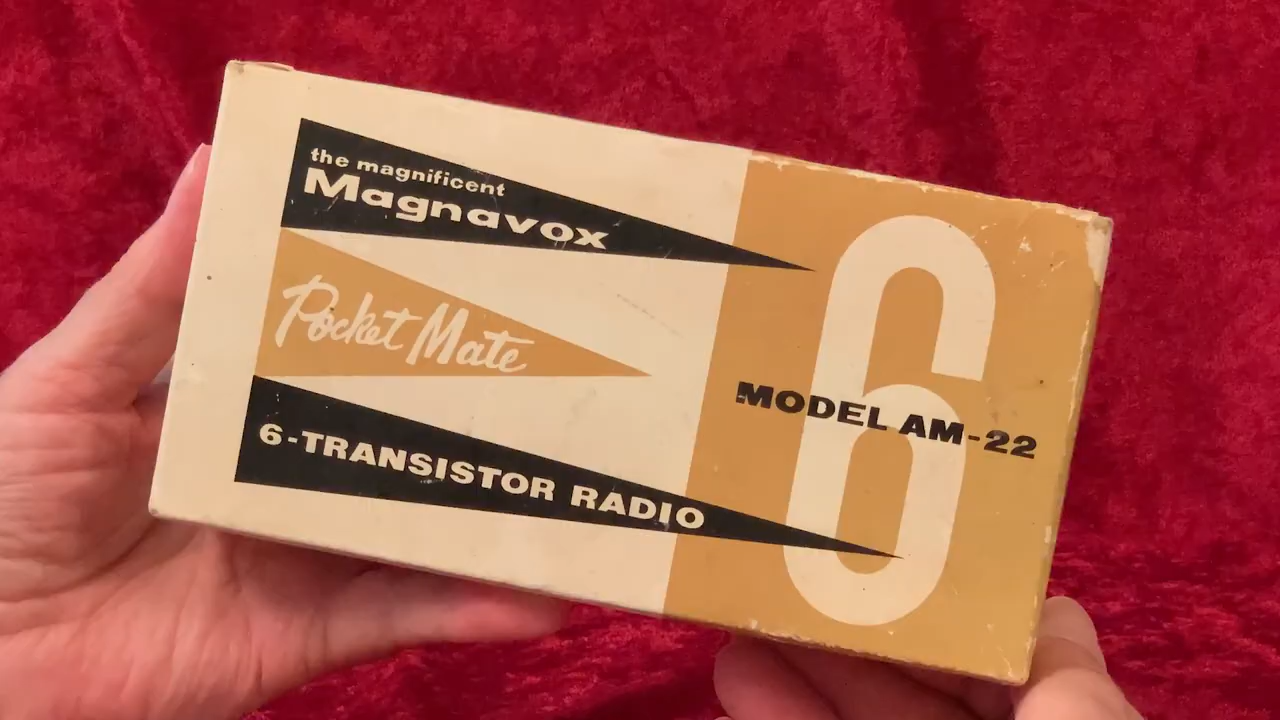 the magnificent
Magnavox
Pocket Mate
6-TRANSISTOR RADIO
6
MODEL AM-22